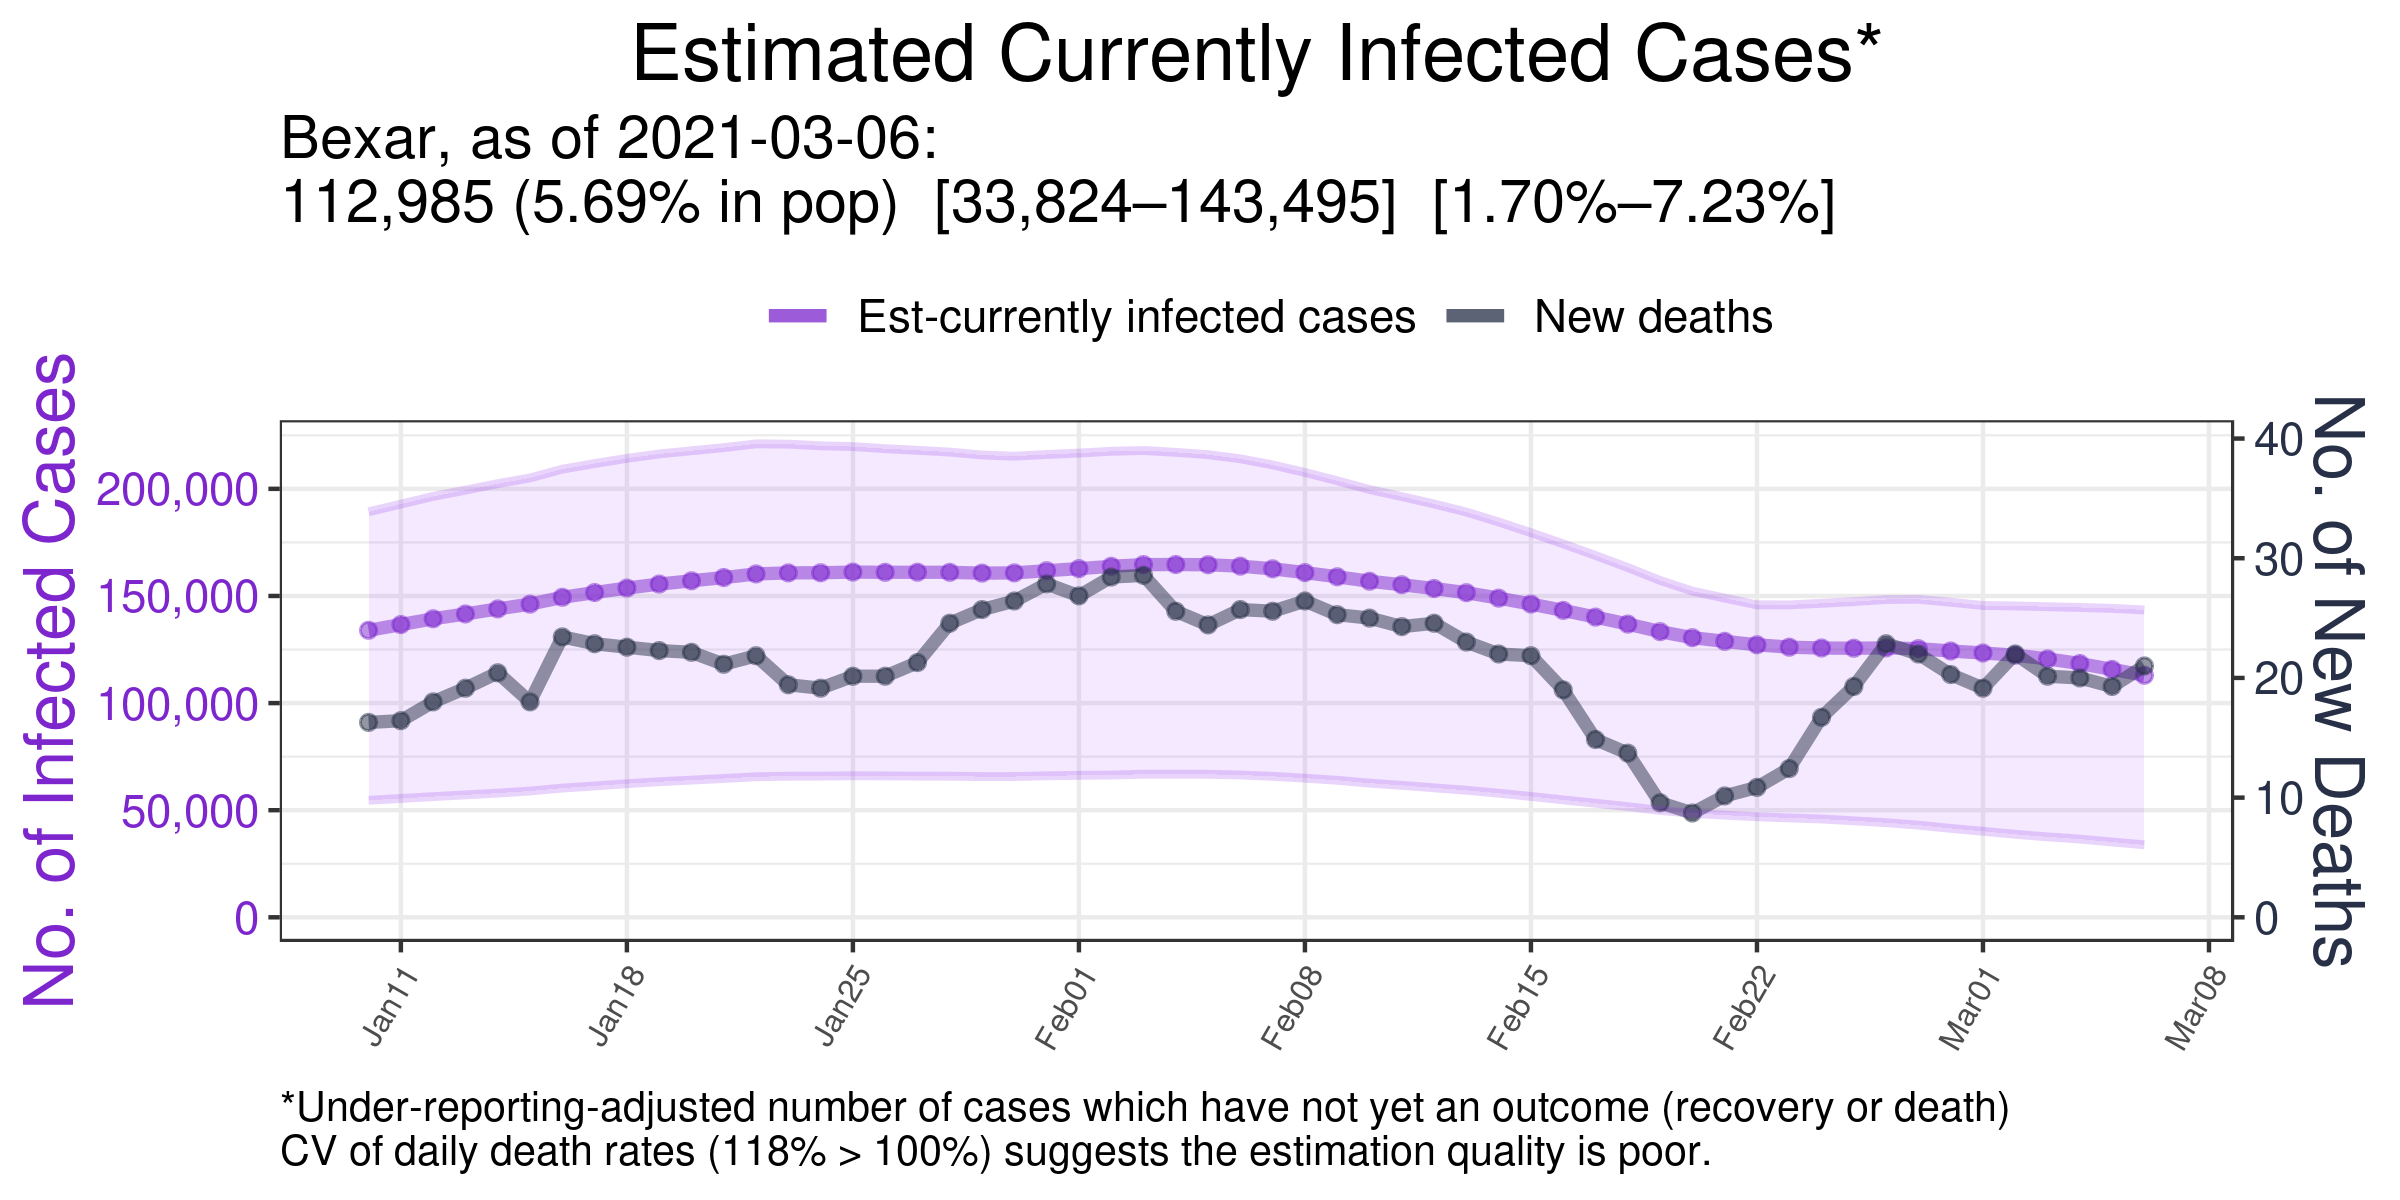 Estimated Currently Infected Cases*
Bexar, as of 2021-03-06:
112,985 (5.69% in pop)  [33,824–143,495]  [1.70%–7.23%]
Est-currently infected cases
New deaths
No. of Infected Cases
200,000
150,000
100,000
50,000
0
40
30
20
10
0
No. of New Deaths
Jan11
Jan18
Jan25
Feb01
Feb08
Feb15
Feb22
Mar01
Mar08
*Under-reporting-adjusted number of cases which have not yet an outcome (recovery or death)
CV of daily death rates (118% > 100%) suggests the estimation quality is poor.